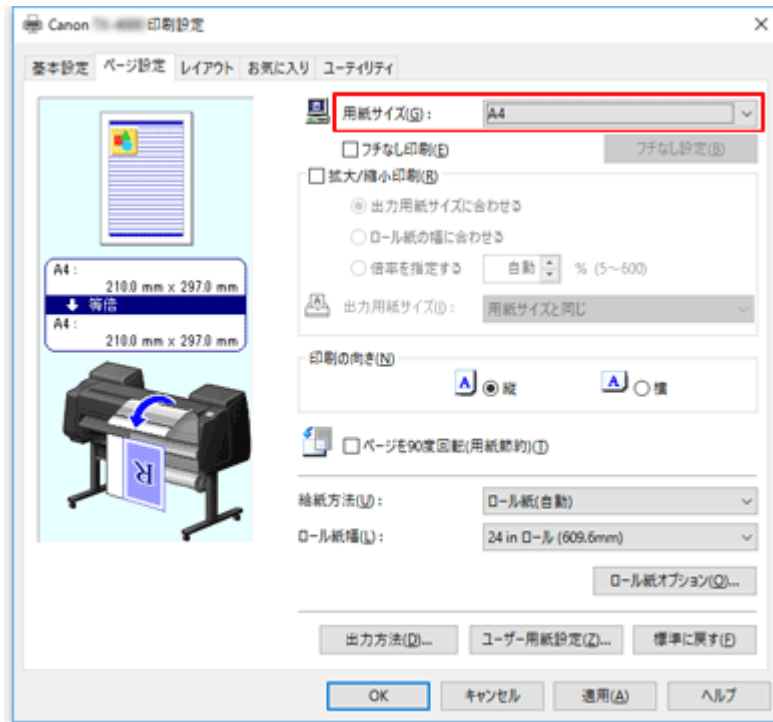 Canon 印刷設定
基本設定 ページ設定 レイアウト お気に入り ユーティリティ
用紙サイズ(G): A4
フチなし印刷(E) フチなし設定(B)
拡大/縮小印刷(R)
出力用紙サイズに合わせる
ロール紙の幅に合わせる
倍率を指定する 自動 % (5～600)
出力用紙サイズ(I): 用紙サイズと同じ
A4:
210.0 mm x 297.0 mm
等倍
A4:
210.0 mm x 297.0 mm
印刷の向き(N)
A 縦 A 横
ページを90度回転(用紙節約)(T)
R
給紙方法(U): ロール紙(自動)
ロール紙幅(L): 24 in ロール (609.6mm)
ロール紙オプション(O)...
出力方法(D)... ユーザー用紙設定(Z)... 標準に戻す(F)
OK キャンセル 適用(A) ヘルプ